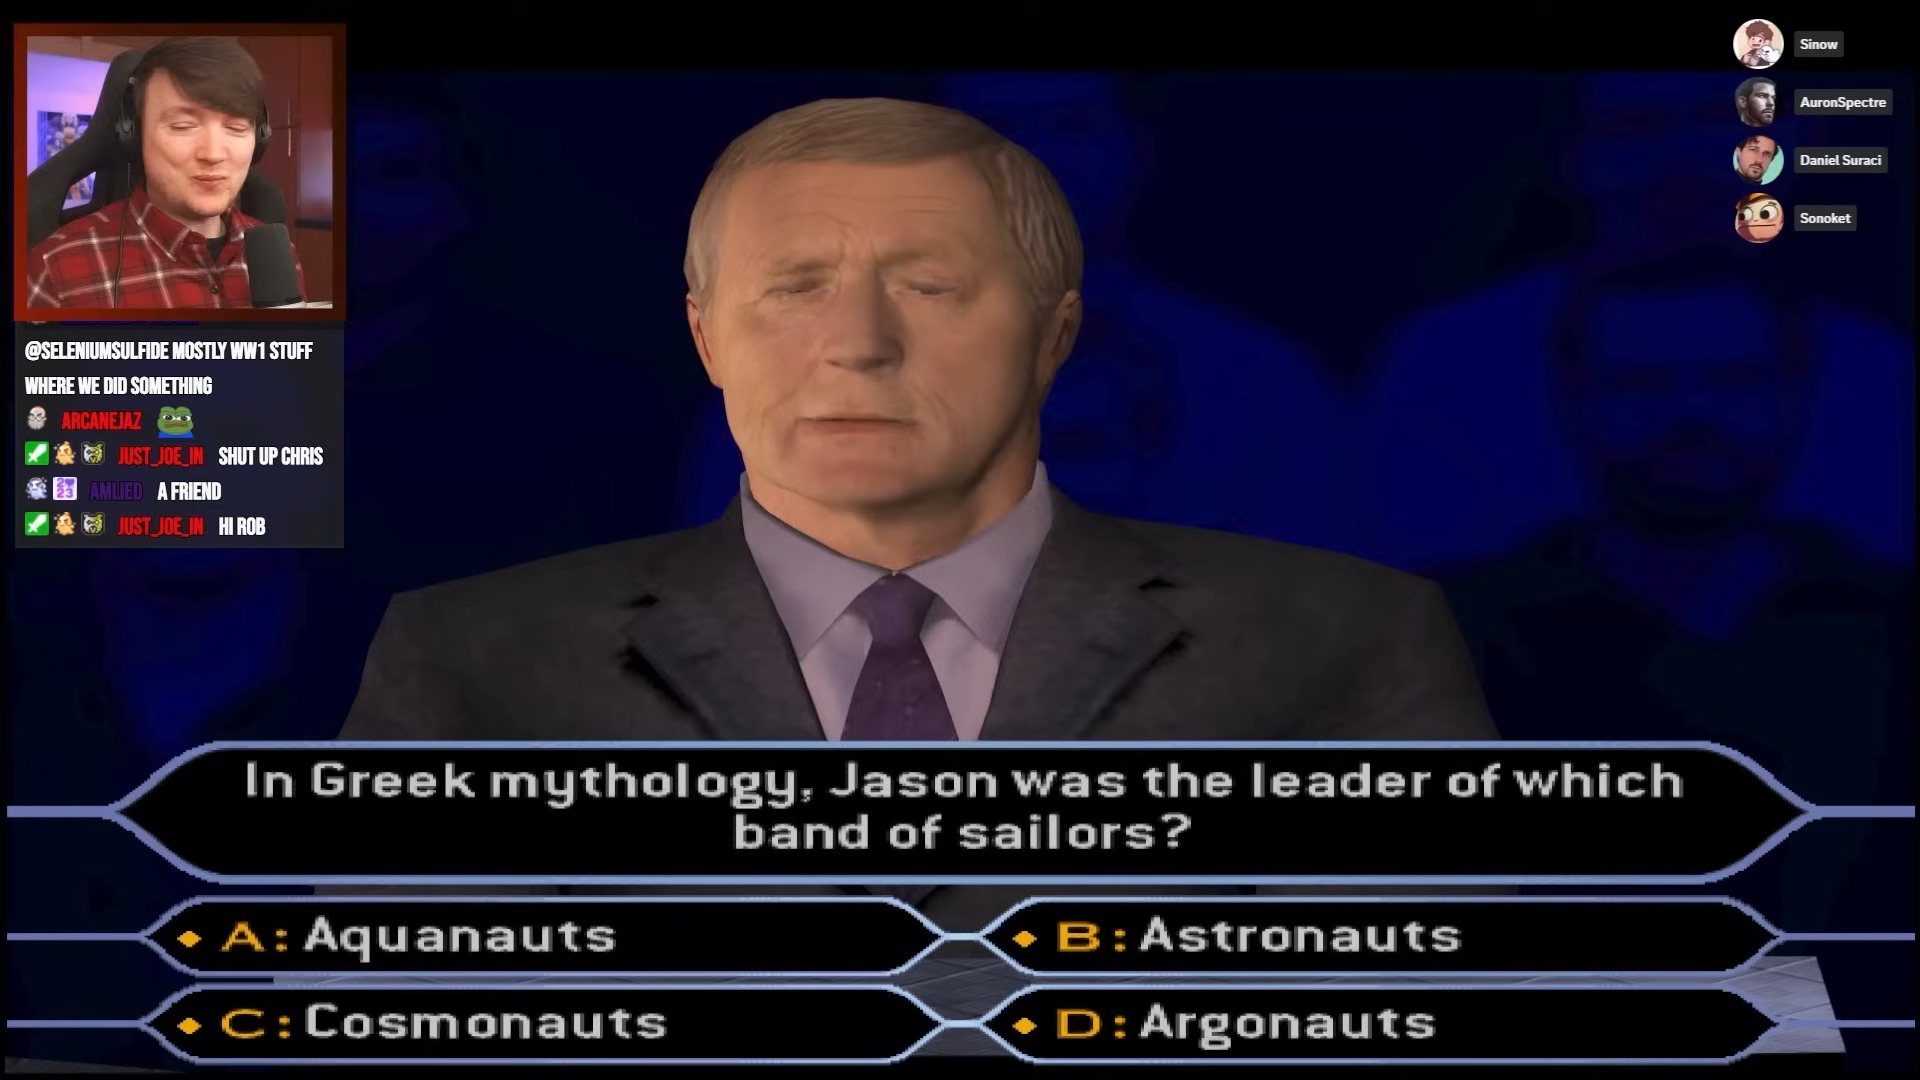 Sinow
AuronSpectre
Daniel Suraci
Sonoket
@SELENIUMSULFIDE MOSTLY WW1 STUFF
WHERE WE DID SOMETHING
ARCANEJAZ
JUST_JOE_IN SHUT UP CHRIS
AMLIED A FRIEND
JUST_JOE_IN HI ROB
In Greek mythology, Jason was the leader of which
band of sailors?
A: Aquanauts
B: Astronauts
C: Cosmonauts
D: Argonauts